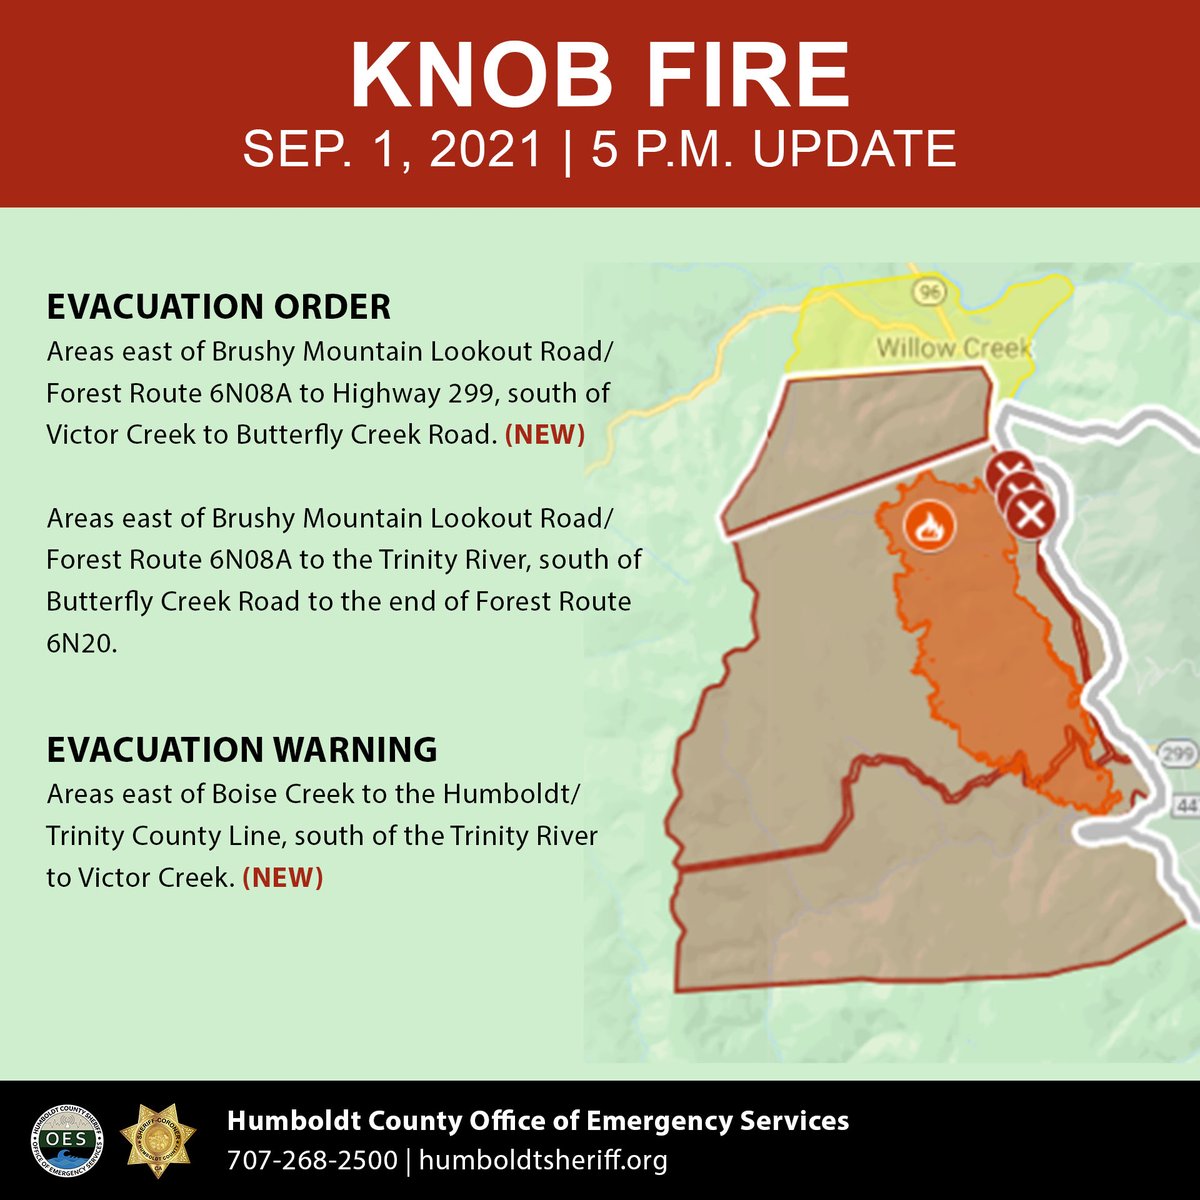 KNOB FIRE
SEP. 1, 2021 | 5 P.M. UPDATE
EVACUATION ORDER
Areas east of Brushy Mountain Lookout Road/
Forest Route 6N08A to Highway 299, south of
Victor Creek to Butterfly Creek Road. (NEW)
Areas east of Brushy Mountain Lookout Road/
Forest Route 6N08A to the Trinity River, south of
Butterfly Creek Road to the end of Forest Route
6N20.
EVACUATION WARNING
Areas east of Boise Creek to the Humboldt/
Trinity County Line, south of the Trinity River
to Victor Creek. (NEW)
96
Willow Creek
299
44
HUMBOLDT COUNTY SHERIFF
OES
OFFICE OF EMERGENCY SERVICES
SHERIFF-CORONER
HUMBOLDT COUNTY
CA
Humboldt County Office of Emergency Services
707-268-2500 | humboldtsheriff.org